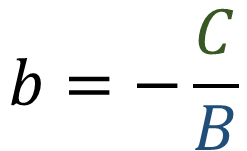 b = − C/B